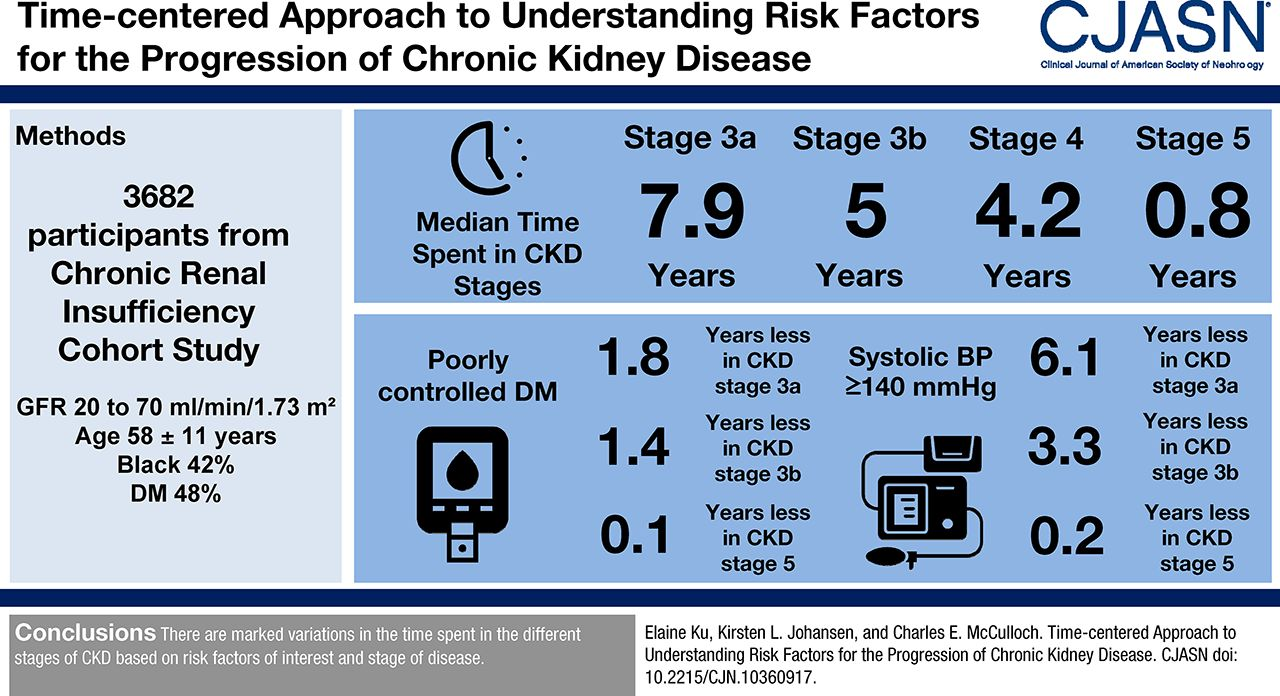 Time-centered Approach to Understanding Risk Factors
for the Progression of Chronic Kidney Disease
CJASN®
Clinical Journal of American Society of Nephrology
Methods
3682
participants from
Chronic Renal
Insufficiency
Cohort Study
GFR 20 to 70 ml/min/1.73 m²
Age 58 ± 11 years
Black 42%
DM 48%
Median Time
Spent in CKD
Stages
Stage 3a
7.9
Years
Stage 3b
5
Years
Stage 4
4.2
Years
Stage 5
0.8
Years
Poorly
controlled DM
1.8
Years less
in CKD
stage 3a
1.4
Years less
in CKD
stage 3b
0.1
Years less
in CKD
stage 5
Systolic BP
≥140 mmHg
6.1
Years less
in CKD
stage 3a
3.3
Years less
in CKD
stage 3b
0.2
Years less
in CKD
stage 5
Conclusions There are marked variations in the time spent in the different
stages of CKD based on risk factors of interest and stage of disease.
Elaine Ku, Kirsten L. Johansen, and Charles E. McCulloch. Time-centered Approach to
Understanding Risk Factors for the Progression of Chronic Kidney Disease. CJASN doi:
10.2215/CJN.10360917.